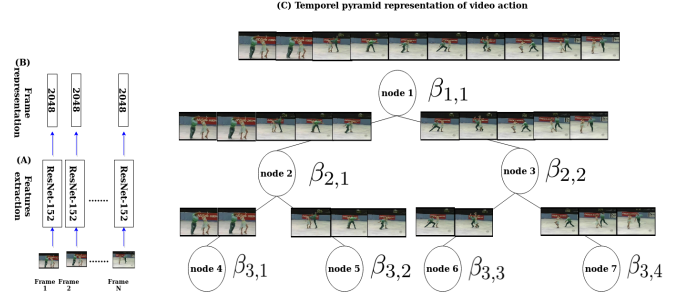 (C) Temporel pyramid representation of video action
(B)
Frame
representation
2048
2048
2048
(A)
Features
extraction
ResNet-152
ResNet-152
........
ResNet-152
........
Frame
1
Frame
2
Frame
N
node 1
β1,1
node 2
β2,1
node 3
β2,2
node 4
β3,1
node 5
β3,2
node 6
β3,3
node 7
β3,4